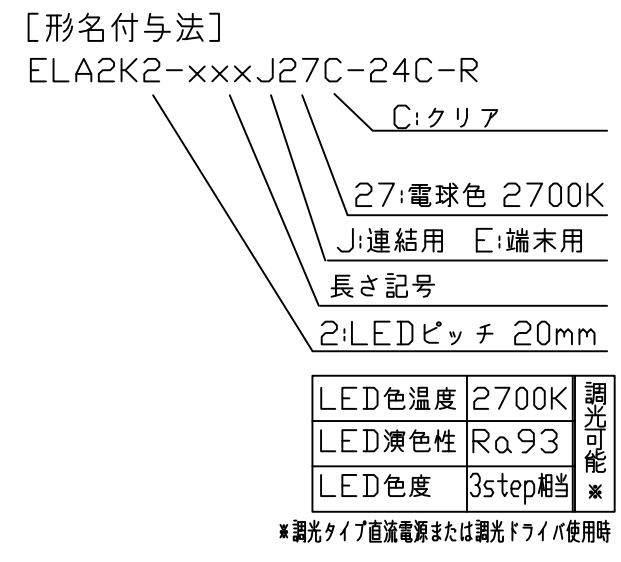 ［形名付与法］
ELA2K2-xxxJ27C-24C-R
C:クリア
27:電球色 2700K
J:連結用 E:端末用
長さ記号
2:LEDピッチ 20mm
LED色温度 2700K
LED演色性 Ra93
LED色度 3step相当
調光可能※
※調光タイプ直流電源または調光ドライバ使用時